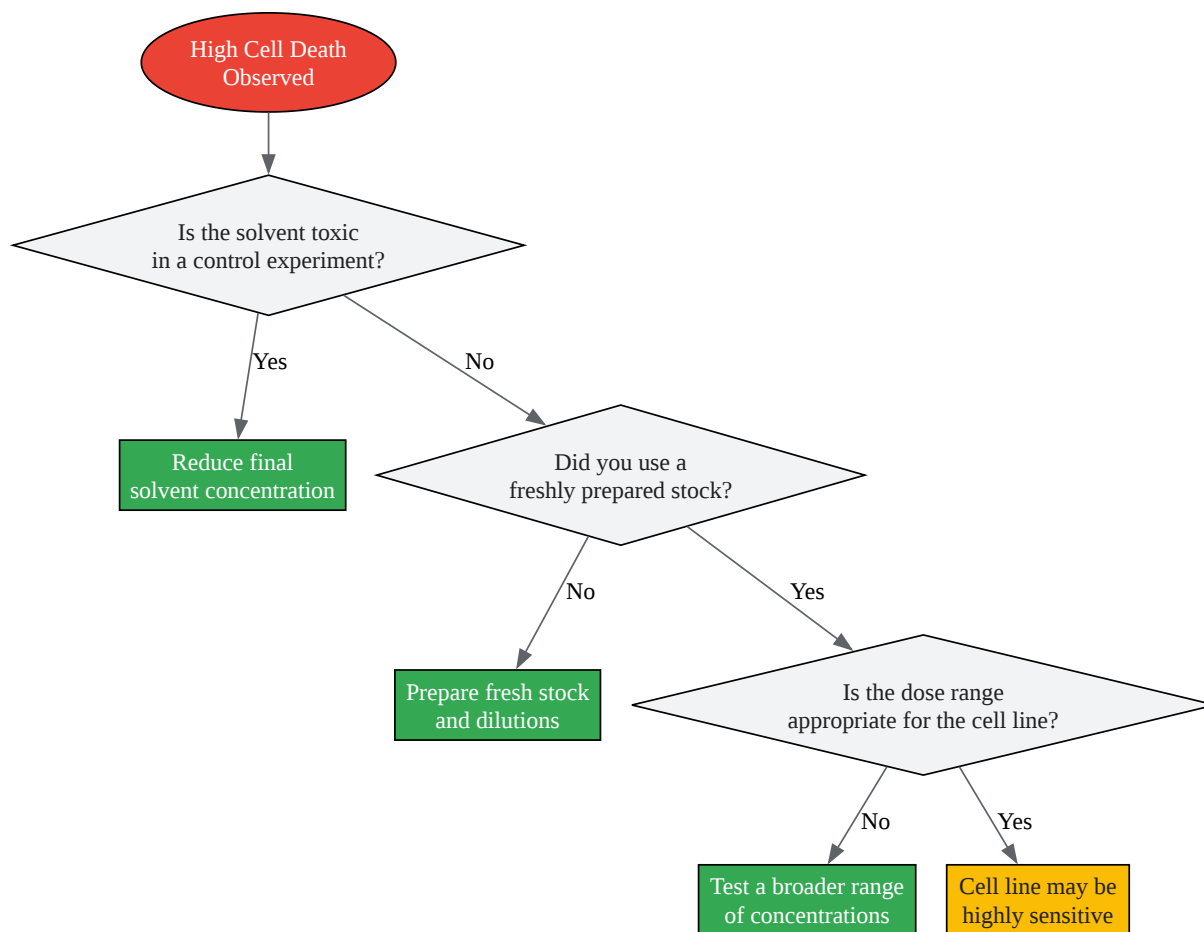 High Cell Death
Observed
Is the solvent toxic
in a control experiment?
Yes
No
Reduce final
solvent concentration
Did you use a
freshly prepared stock?
No
Yes
Prepare fresh stock
and dilutions
Is the dose range
appropriate for the cell line?
No
Yes
Test a broader range
of concentrations
Cell line may be
highly sensitive